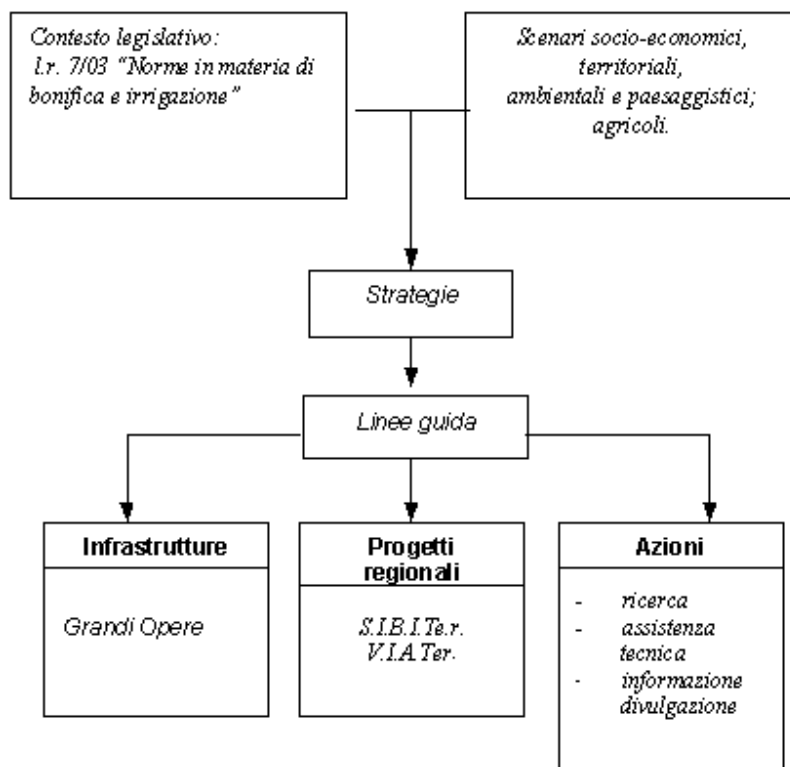 Contesto legislativo:
l.r. 7/03 "Norme in materia di
bonifica e irrigazione"
Scenari socio-economici,
territoriali,
ambientali e paesaggistici;
agricoli.
Strategie
Linee guida
Infrastrutture
Grandi Opere
Progetti
regionali
S.I.B.I.Te.r.
V.I.A.Ter.
Azioni
- ricerca
- assistenza
tecnica
- informazione
divulgazione